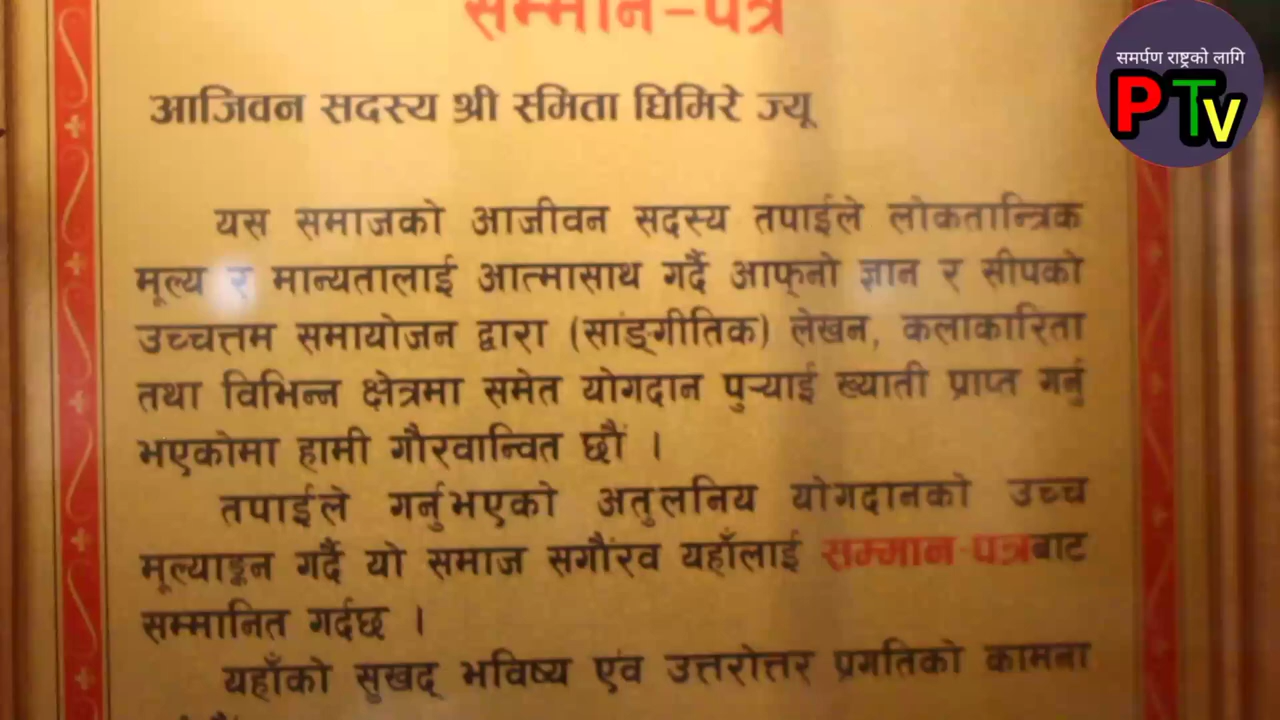 सम्मान-पत्र
समर्पण राष्ट्रको लागि
PTV
आजिवन सदस्य श्री स्मिता घिमिरे ज्यू
यस समाजको आजीवन सदस्य तपाईले लोकतान्त्रिक
मूल्य र मान्यतालाई आत्मासाथ गर्दै आफ्नो ज्ञान र सीपको
उच्चत्तम समायोजन द्वारा (सांङ्गीतिक) लेखन, कलाकारिता
तथा विभिन्न क्षेत्रमा समेत योगदान पुऱ्याई ख्याती प्राप्त गर्नु
भएकोमा हामी गौरवान्वित छौं ।
तपाईले गर्नुभएको अतुलनिय योगदानको उच्च
मूल्याङ्कन गर्दै यो समाज सगौंरव यहाँलाई सम्मान-पत्रबाट
सम्मानित गर्दछ ।
यहाँको सुखद् भविष्य एंव उत्तरोत्तर प्रगतिको कामना